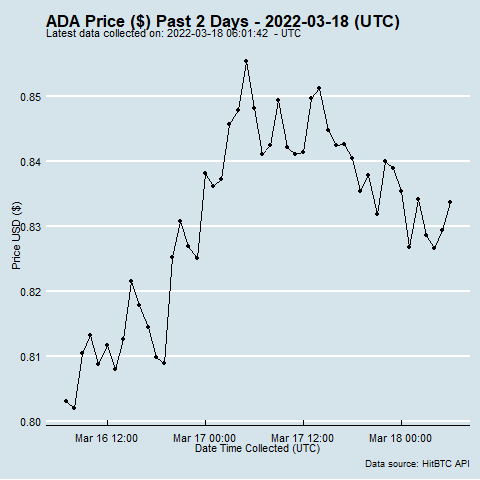 ADA Price ($) Past 2 Days - 2022-03-18 (UTC)
Latest data collected on: 2022-03-18 06:01:42 - UTC
0.85
0.84
0.83
0.82
0.81
0.80
Price USD ($)
Mar 16 12:00 Mar 17 00:00 Mar 17 12:00 Mar 18 00:00
Date Time Collected (UTC)
Data source: HitBTC API